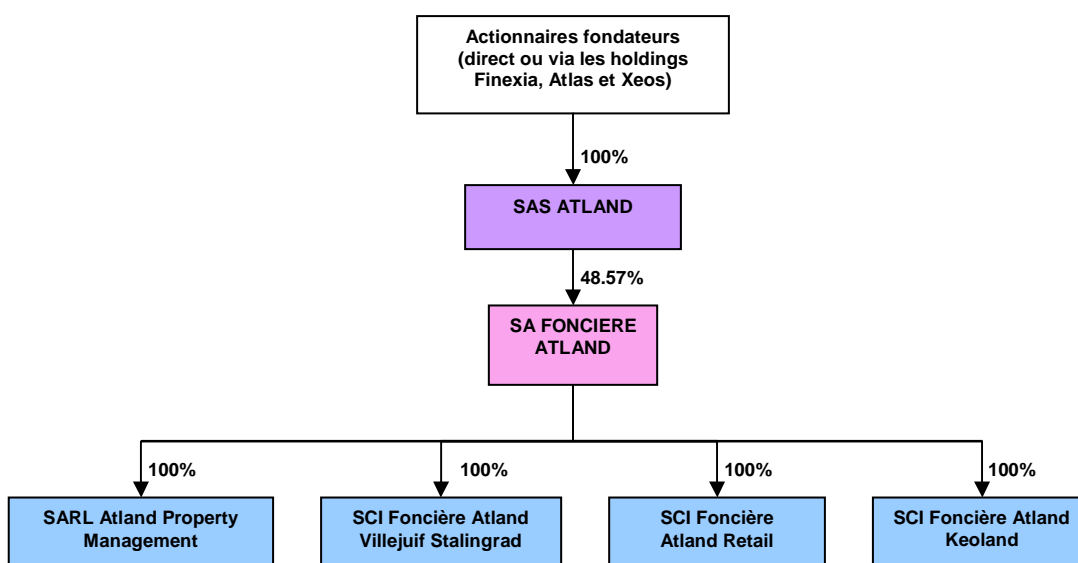 Actionnaires fondateurs
(direct ou via les holdings
Finexia, Atlas et Xeos)
100%
SAS ATLAND
48.57%
SA FONCIERE
ATLAND
100%
100%
100%
100%
SARL Atland Property
Management
SCI Foncière Atland
Villejuif Stalingrad
SCI Foncière
Atland Retail
SCI Foncière Atland
Keoland